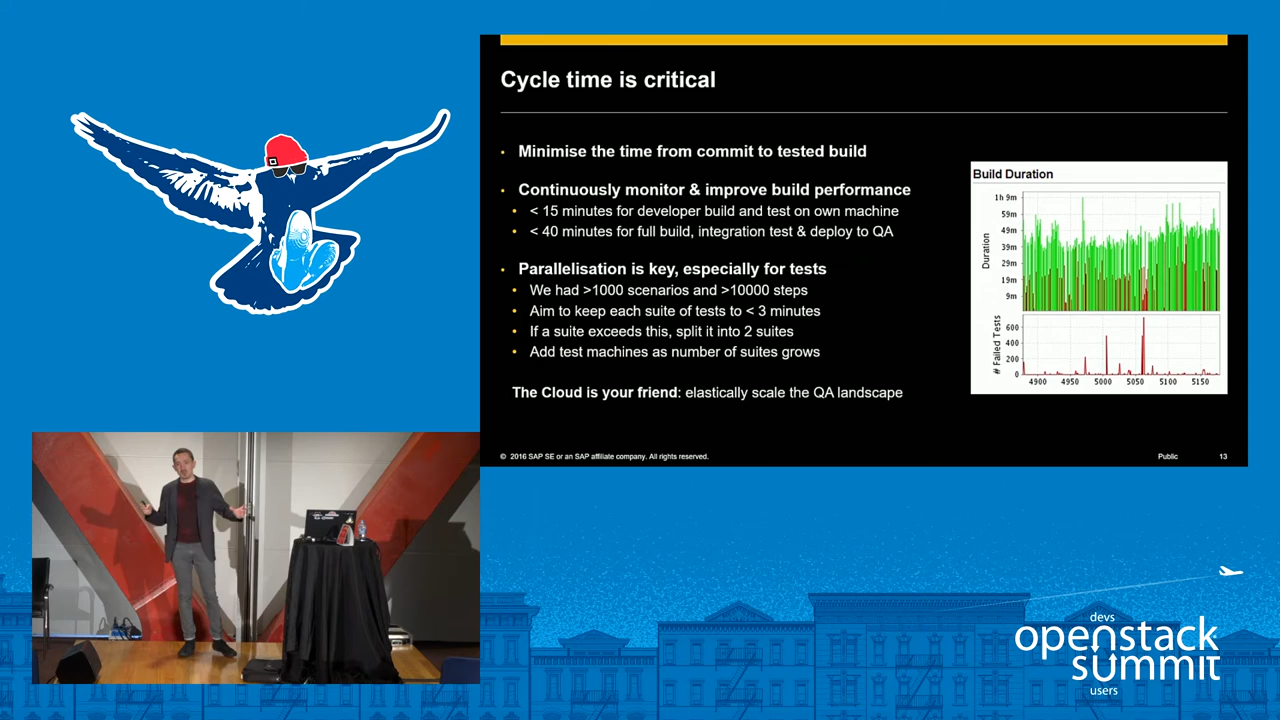 Cycle time is critical
• Minimise the time from commit to tested build
• Continuously monitor & improve build performance
• < 15 minutes for developer build and test on own machine
• < 40 minutes for full build, integration test & deploy to QA
• Parallelisation is key, especially for tests
• We had >1000 scenarios and >10000 steps
• Aim to keep each suite of tests to < 3 minutes
• If a suite exceeds this, split it into 2 suites
• Add test machines as number of suites grows
The Cloud is your friend: elastically scale the QA landscape
Build Duration
Duration
1h 9m
59m
49m
39m
29m
19m
9m
# Failed Tests
600
400
200
0
4900 4950 5000 5050 5100 5150
© 2016 SAP SE or an SAP affiliate company. All rights reserved. Public 13
devs
openstack
summit
users